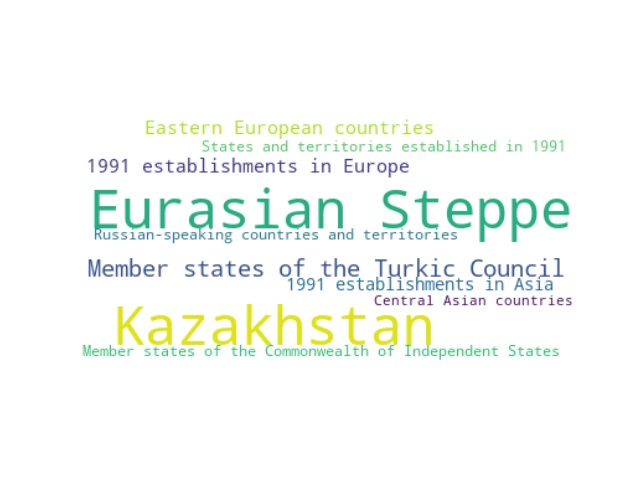 Eastern European countries
States and territories established in 1991
1991 establishments in Europe
Eurasian Steppe
Russian-speaking countries and territories
Member states of the Turkic Council
1991 establishments in Asia
Central Asian countries
Kazakhstan
Member states of the Commonwealth of Independent States